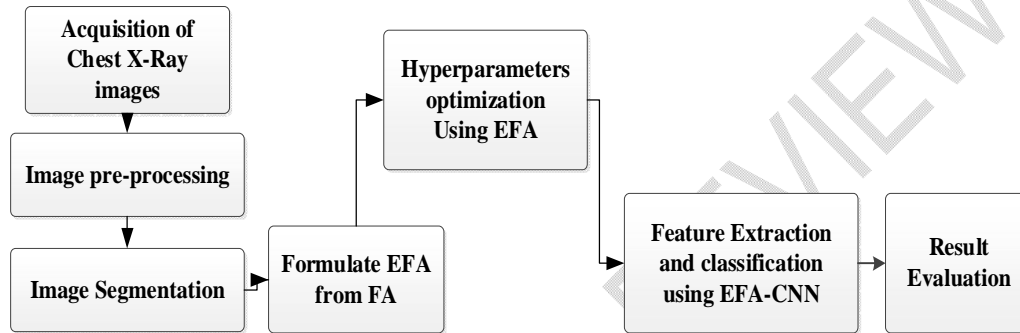 Acquisition of
Chest X-Ray
images
Image pre-processing
Image Segmentation
Formulate EFA
from FA
Hyperparameters
optimization
Using EFA
Feature Extraction
and classification
using EFA-CNN
Result
Evaluation